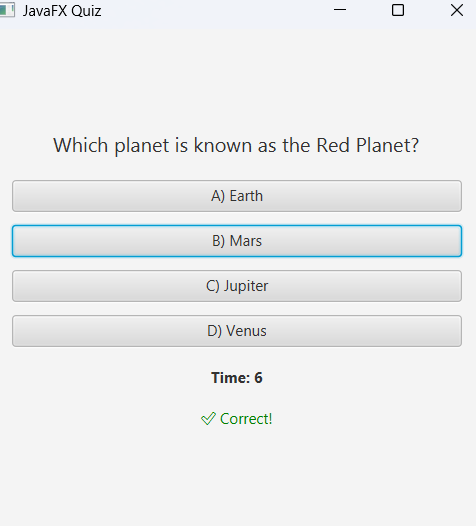 JavaFX Quiz
Which planet is known as the Red Planet?
A) Earth
B) Mars
C) Jupiter
D) Venus
Time: 6
✅ Correct!